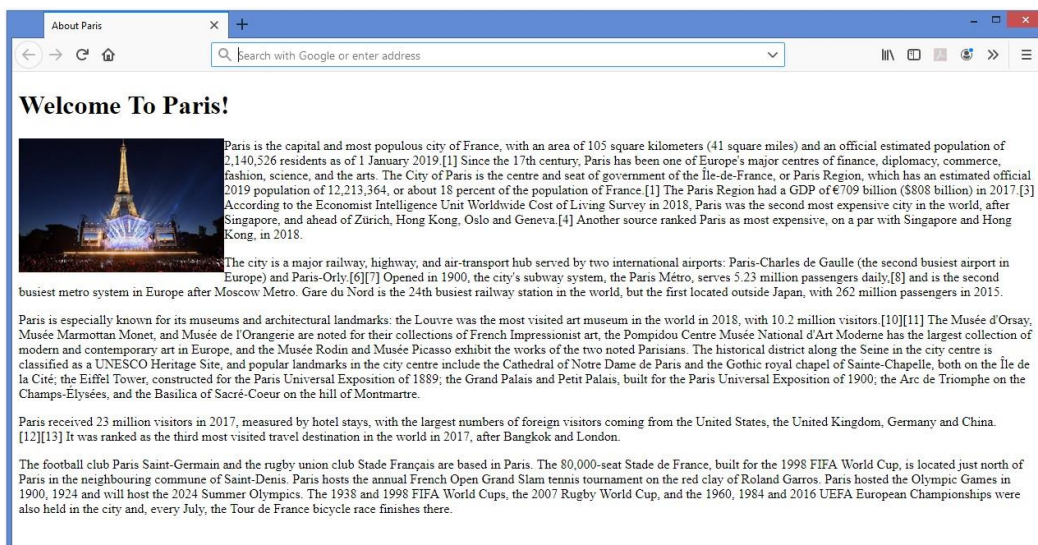 About Paris
Search with Google or enter address
Welcome To Paris!
Paris is the capital and most populous city of France, with an area of 105 square kilometers (41 square miles) and an official estimated population of
2,140,526 residents as of 1 January 2019.[1] Since the 17th century, Paris has been one of Europe's major centres of finance, diplomacy, commerce,
fashion, science, and the arts. The City of Paris is the centre and seat of government of the Île-de-France, or Paris Region, which has an estimated official
2019 population of 12,213,364, or about 18 percent of the population of France.[1] The Paris Region had a GDP of €709 billion ($808 billion) in 2017.[3]
According to the Economist Intelligence Unit Worldwide Cost of Living Survey in 2018, Paris was the second most expensive city in the world, after
Singapore, and ahead of Zürich, Hong Kong, Oslo and Geneva.[4] Another source ranked Paris as most expensive, on a par with Singapore and Hong
Kong, in 2018.
The city is a major railway, highway, and air-transport hub served by two international airports: Paris-Charles de Gaulle (the second busiest airport in
Europe) and Paris-Orly.[6][7] Opened in 1900, the city's subway system, the Paris Métro, serves 5.23 million passengers daily,[8] and is the second
busiest metro system in Europe after Moscow Metro. Gare du Nord is the 24th busiest railway station in the world, but the first located outside Japan, with 262 million passengers in 2015.
Paris is especially known for its museums and architectural landmarks: the Louvre was the most visited art museum in the world in 2018, with 10.2 million visitors.[10][11] The Musée d'Orsay,
Musée Marmottan Monet, and Musée de l'Orangerie are noted for their collections of French Impressionist art, the Pompidou Centre Musée National d'Art Moderne has the largest collection of
modern and contemporary art in Europe, and the Musée Rodin and Musée Picasso exhibit the works of the two noted Parisians. The historical district along the Seine in the city centre is
classified as a UNESCO Heritage Site, and popular landmarks in the city centre include the Cathedral of Notre Dame de Paris and the Gothic royal chapel of Sainte-Chapelle, both on the Île de
la Cité; the Eiffel Tower, constructed for the Paris Universal Exposition of 1889; the Grand Palais and Petit Palais, built for the Paris Universal Exposition of 1900; the Arc de Triomphe on the
Champs-Élysées, and the Basilica of Sacré-Coeur on the hill of Montmartre.
Paris received 23 million visitors in 2017, measured by hotel stays, with the largest numbers of foreign visitors coming from the United States, the United Kingdom, Germany and China.
[12][13] It was ranked as the third most visited travel destination in the world in 2017, after Bangkok and London.
The football club Paris Saint-Germain and the rugby union club Stade Français are based in Paris. The 80,000-seat Stade de France, built for the 1998 FIFA World Cup, is located just north of
Paris in the neighbouring commune of Saint-Denis. Paris hosts the annual French Open Grand Slam tennis tournament on the red clay of Roland Garros. Paris hosted the Olympic Games in
1900, 1924 and will host the 2024 Summer Olympics. The 1938 and 1998 FIFA World Cups, the 2007 Rugby World Cup, and the 1960, 1984 and 2016 UEFA European Championships were
also held in the city and, every July, the Tour de France bicycle race finishes there.